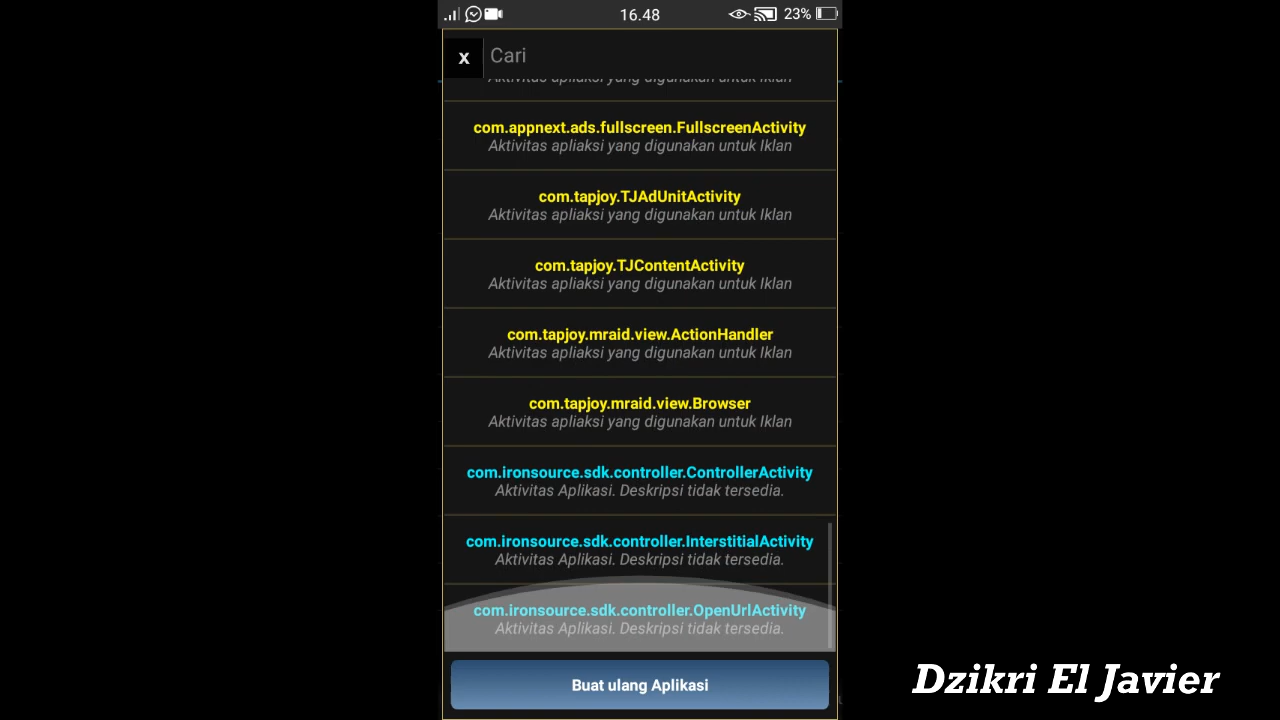 16.48
23%
x
Cari
Aktivitas apliaksi yang digunakan untuk Iklan
com.appnext.ads.fullscreen.FullscreenActivity
Aktivitas apliaksi yang digunakan untuk Iklan
com.tapjoy.TJAdUnitActivity
Aktivitas apliaksi yang digunakan untuk Iklan
com.tapjoy.TJContentActivity
Aktivitas apliaksi yang digunakan untuk Iklan
com.tapjoy.mraid.view.ActionHandler
Aktivitas apliaksi yang digunakan untuk Iklan
com.tapjoy.mraid.view.Browser
Aktivitas apliaksi yang digunakan untuk Iklan
com.ironsource.sdk.controller.ControllerActivity
Aktivitas Aplikasi. Deskripsi tidak tersedia.
com.ironsource.sdk.controller.InterstitialActivity
Aktivitas Aplikasi. Deskripsi tidak tersedia.
com.ironsource.sdk.controller.OpenUrlActivity
Aktivitas Aplikasi. Deskripsi tidak tersedia.
Buat ulang Aplikasi
Dzikri El Javier